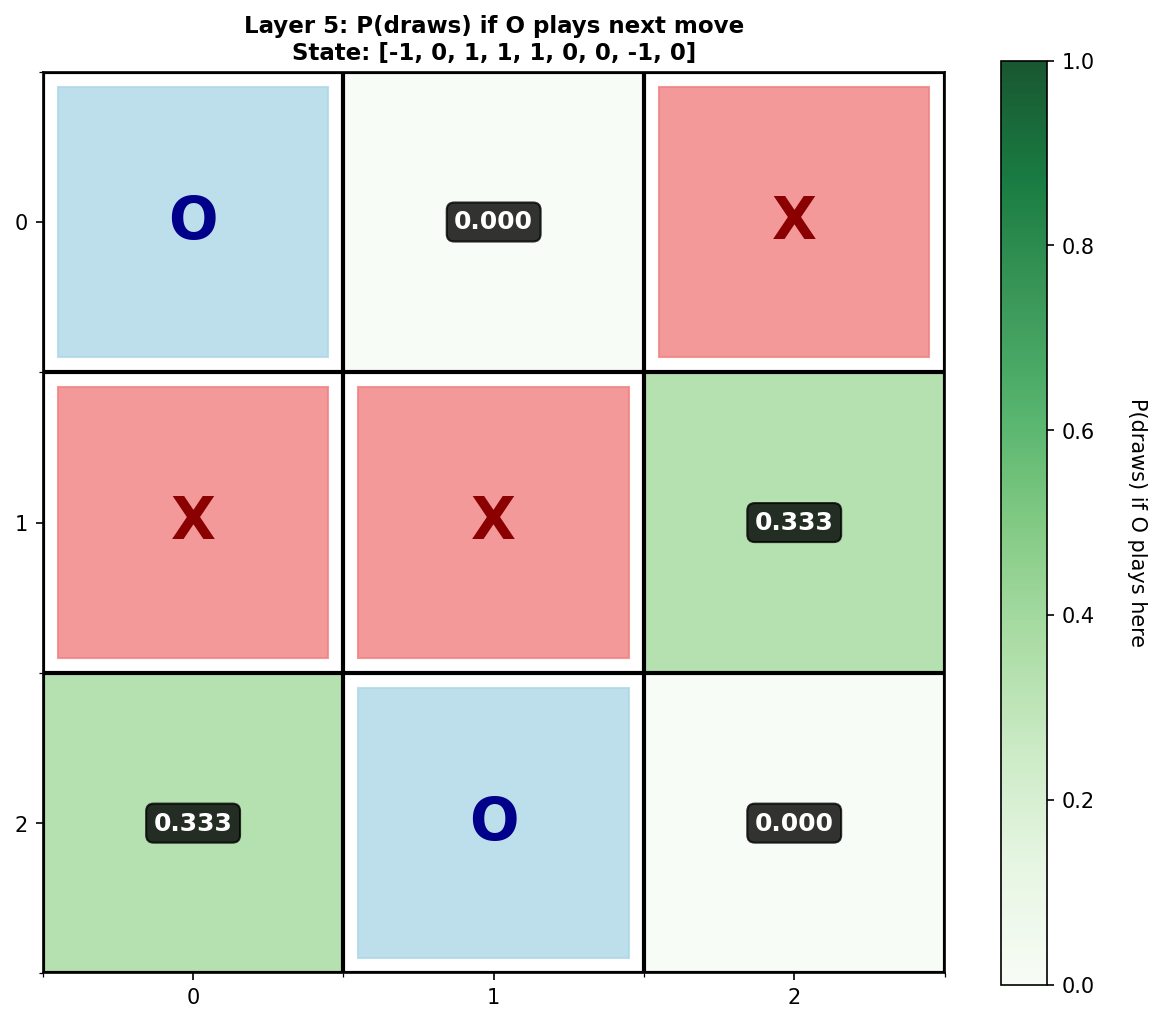 Layer 5: P(draws) if O plays next move
State: [-1, 0, 1, 1, 1, 0, 0, -1, 0]
0
O
0.000
X
1
X
X
0.333
2
0.333
O
0.000
0
1
2
1.0
0.8
0.6
0.4
0.2
0.0
P(draws) if O plays here